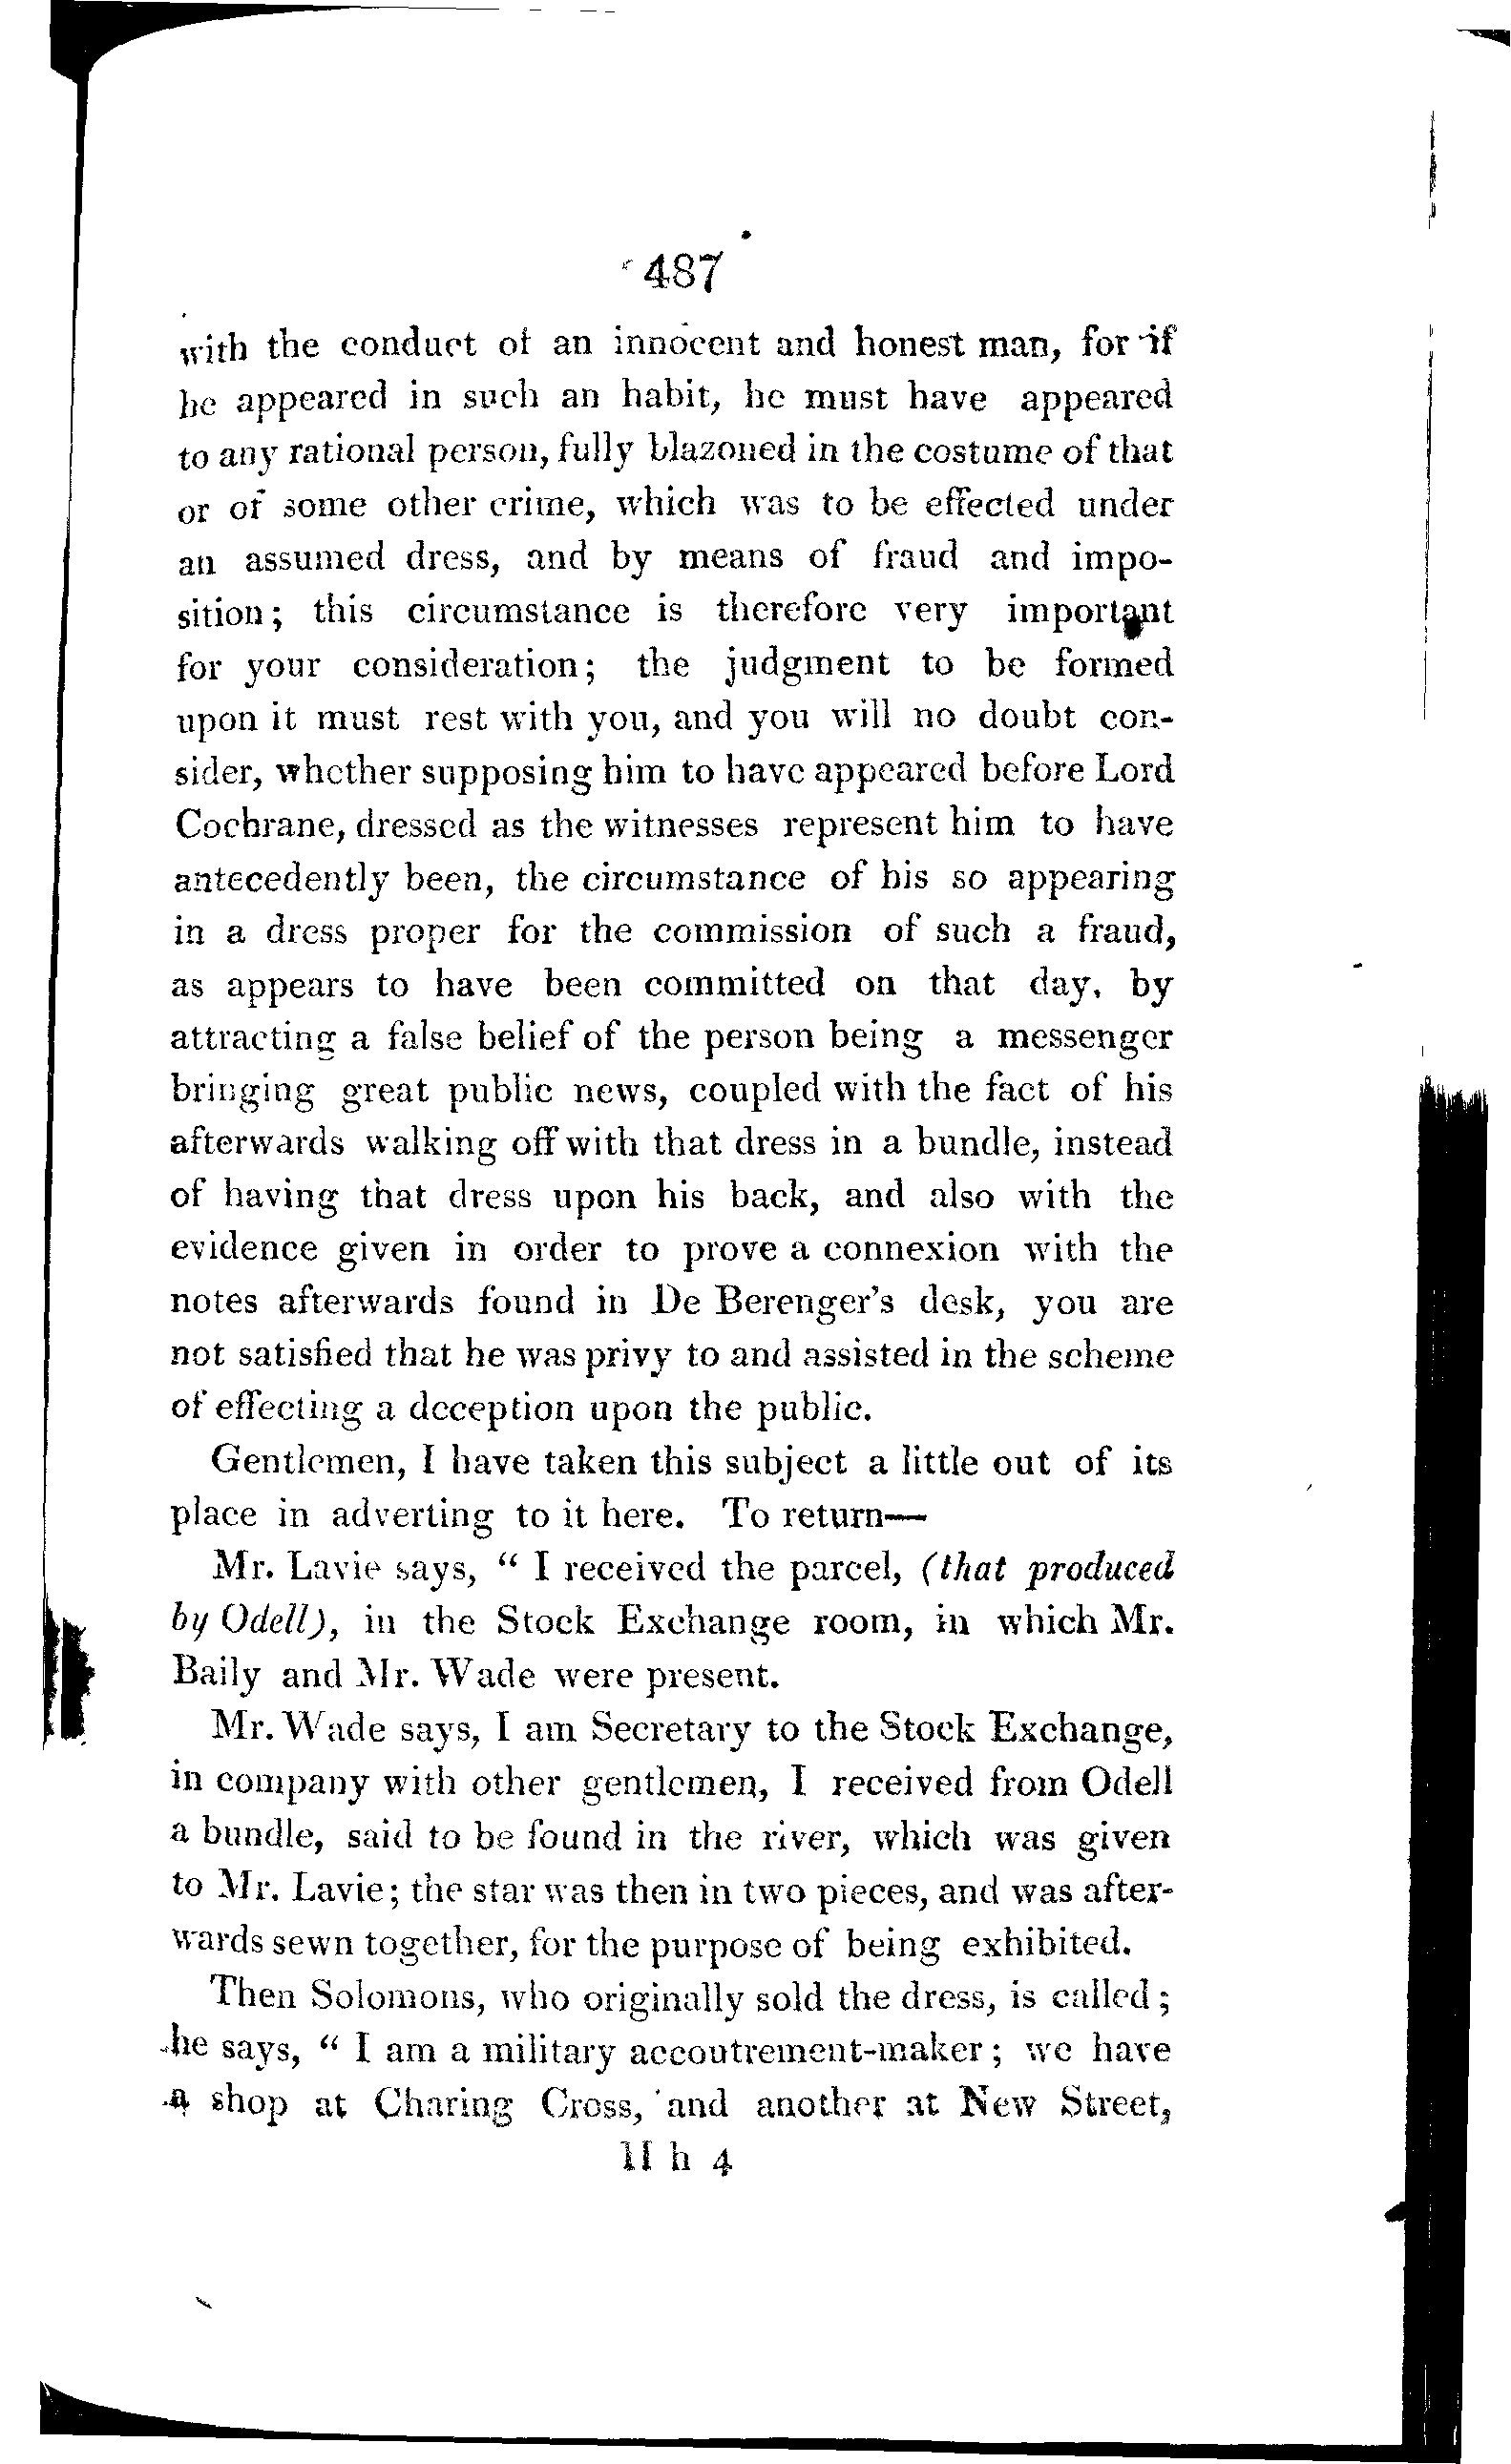 487
with the conduct of an innocent and honest man, for if
he appeared in such an habit, he must have appeared
to any rational person, fully blazoned in the costume of that
or of some other crime, which was to be effected under
an assumed dress, and by means of fraud and impo-
sition; this circumstance is therefore very important
for your consideration; the judgment to be formed
upon it must rest with you, and you will no doubt con-
sider, whether supposing him to have appeared before Lord
Cochrane, dressed as the witnesses represent him to have
antecedently been, the circumstance of his so appearing
in a dress proper for the commission of such a fraud,
as appears to have been committed on that day, by
attracting a false belief of the person being a messenger
bringing great public news, coupled with the fact of his
afterwards walking off with that dress in a bundle, instead
of having that dress upon his back, and also with the
evidence given in order to prove a connexion with the
notes afterwards found in De Berenger's desk, you are
not satisfied that he was privy to and assisted in the scheme
of effecting a deception upon the public.
Gentlemen, I have taken this subject a little out of its
place in adverting to it here. To return—
Mr. Lavie says, “ I received the parcel, (that produced
by Odell), in the Stock Exchange room, in which Mr.
Baily and Mr. Wade were present.
Mr. Wade says, I am Secretary to the Stock Exchange,
in company with other gentlemen, I received from Odell
a bundle, said to be found in the river, which was given
to Mr. Lavie; the star was then in two pieces, and was after-
wards sewn together, for the purpose of being exhibited.
Then Solomons, who originally sold the dress, is called;
he says, “ I am a military accoutrement-maker; we have
a shop at Charing Cross, and another at New Street,
H h 4